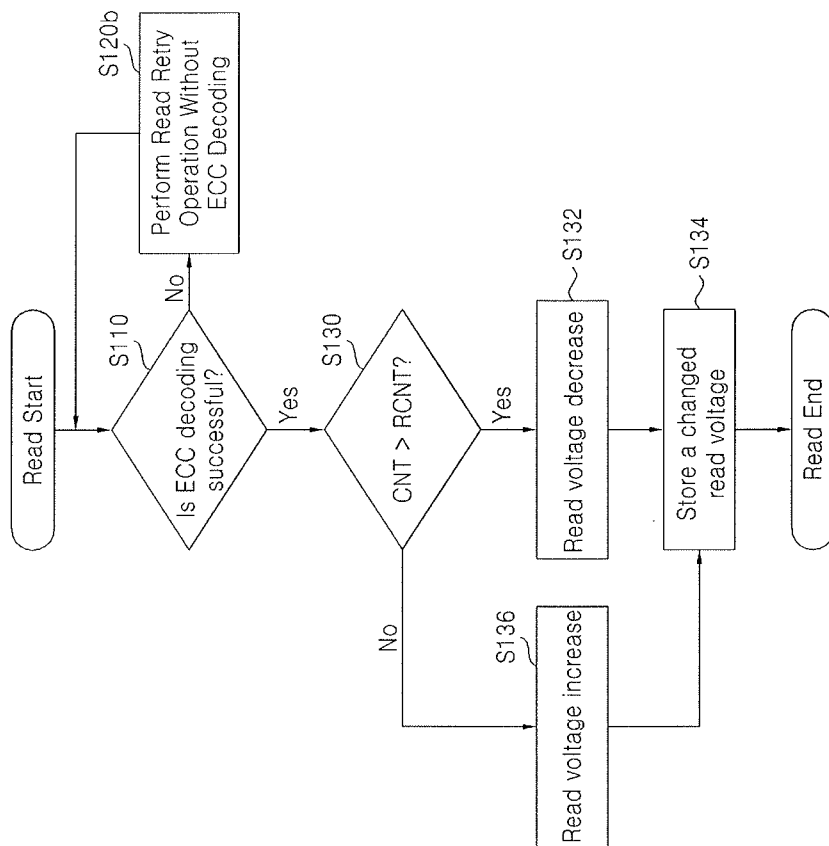 Read Start
S110
Is ECC decoding
successful?
No
S120b
Perform Read Retry
Operation Without
ECC Decoding
Yes
S130
CNT > RCNT?
No
Yes
S136
Read voltage increase
S132
Read voltage decrease
S134
Store a changed
read voltage
Read End